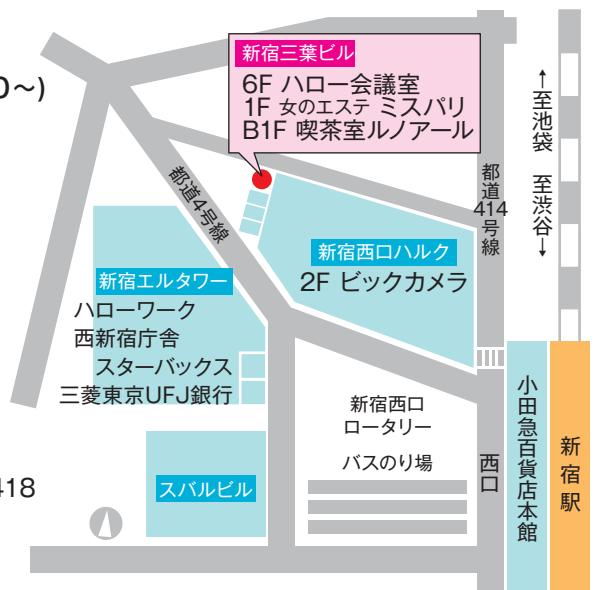 新宿三葉ビル
6F ハロー会議室
1F 女のエステ ミスパリ
B1F 喫茶室ルノアール
0〜)
←至池袋 至渋谷→
都道414号線
都道4号線
新宿西口ハルク
2F ビックカメラ
新宿エルタワー
ハローワーク
西新宿庁舎
スターバックス
三菱東京UFJ銀行
新宿西口
ロータリー
バスのり場
西口
小田急百貨店本館
新宿駅
スバルビル
418